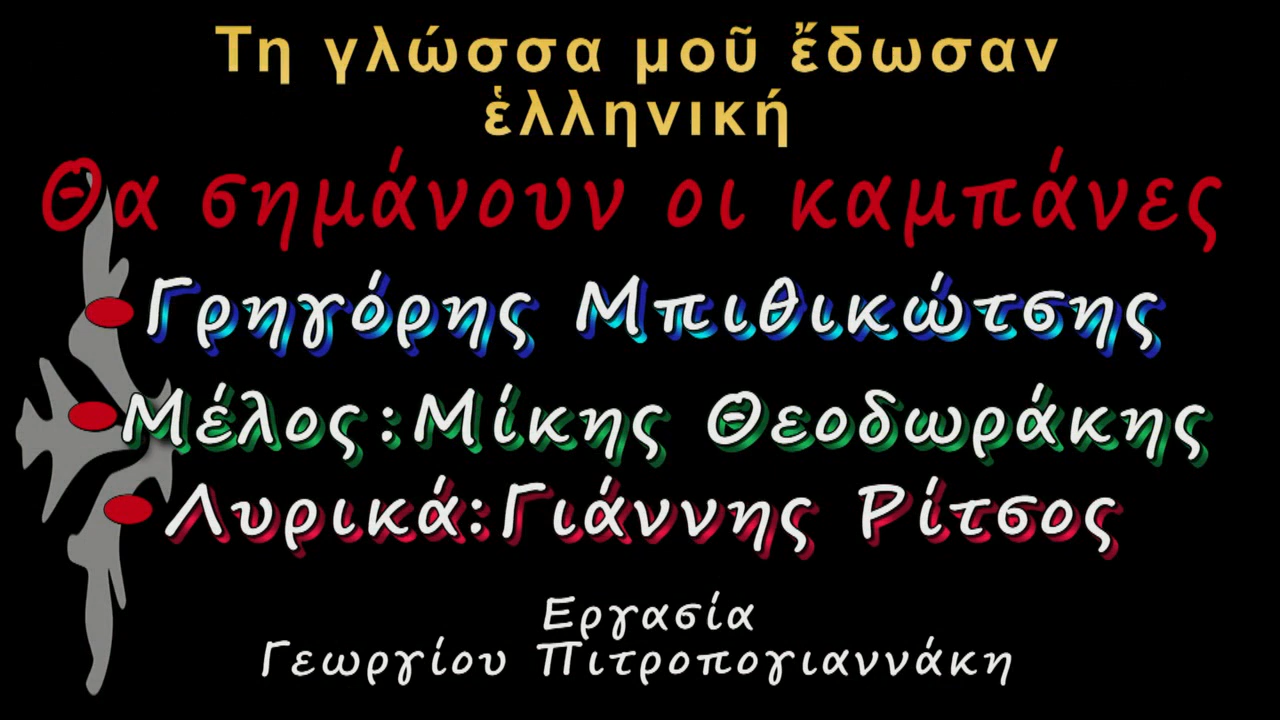 Τη γλώσσα μοῦ ἔδωσαν
ἑλληνική
Θα σημάνουν οι καμπάνες
Γρηγόρης Μπιθικώτσης
Μέλος:Μίκης Θεοδωράκης
Λυρικά:Γιάννης Ρίτσος
Εργασία
Γεωργίου Πιτροπογιαννάκη